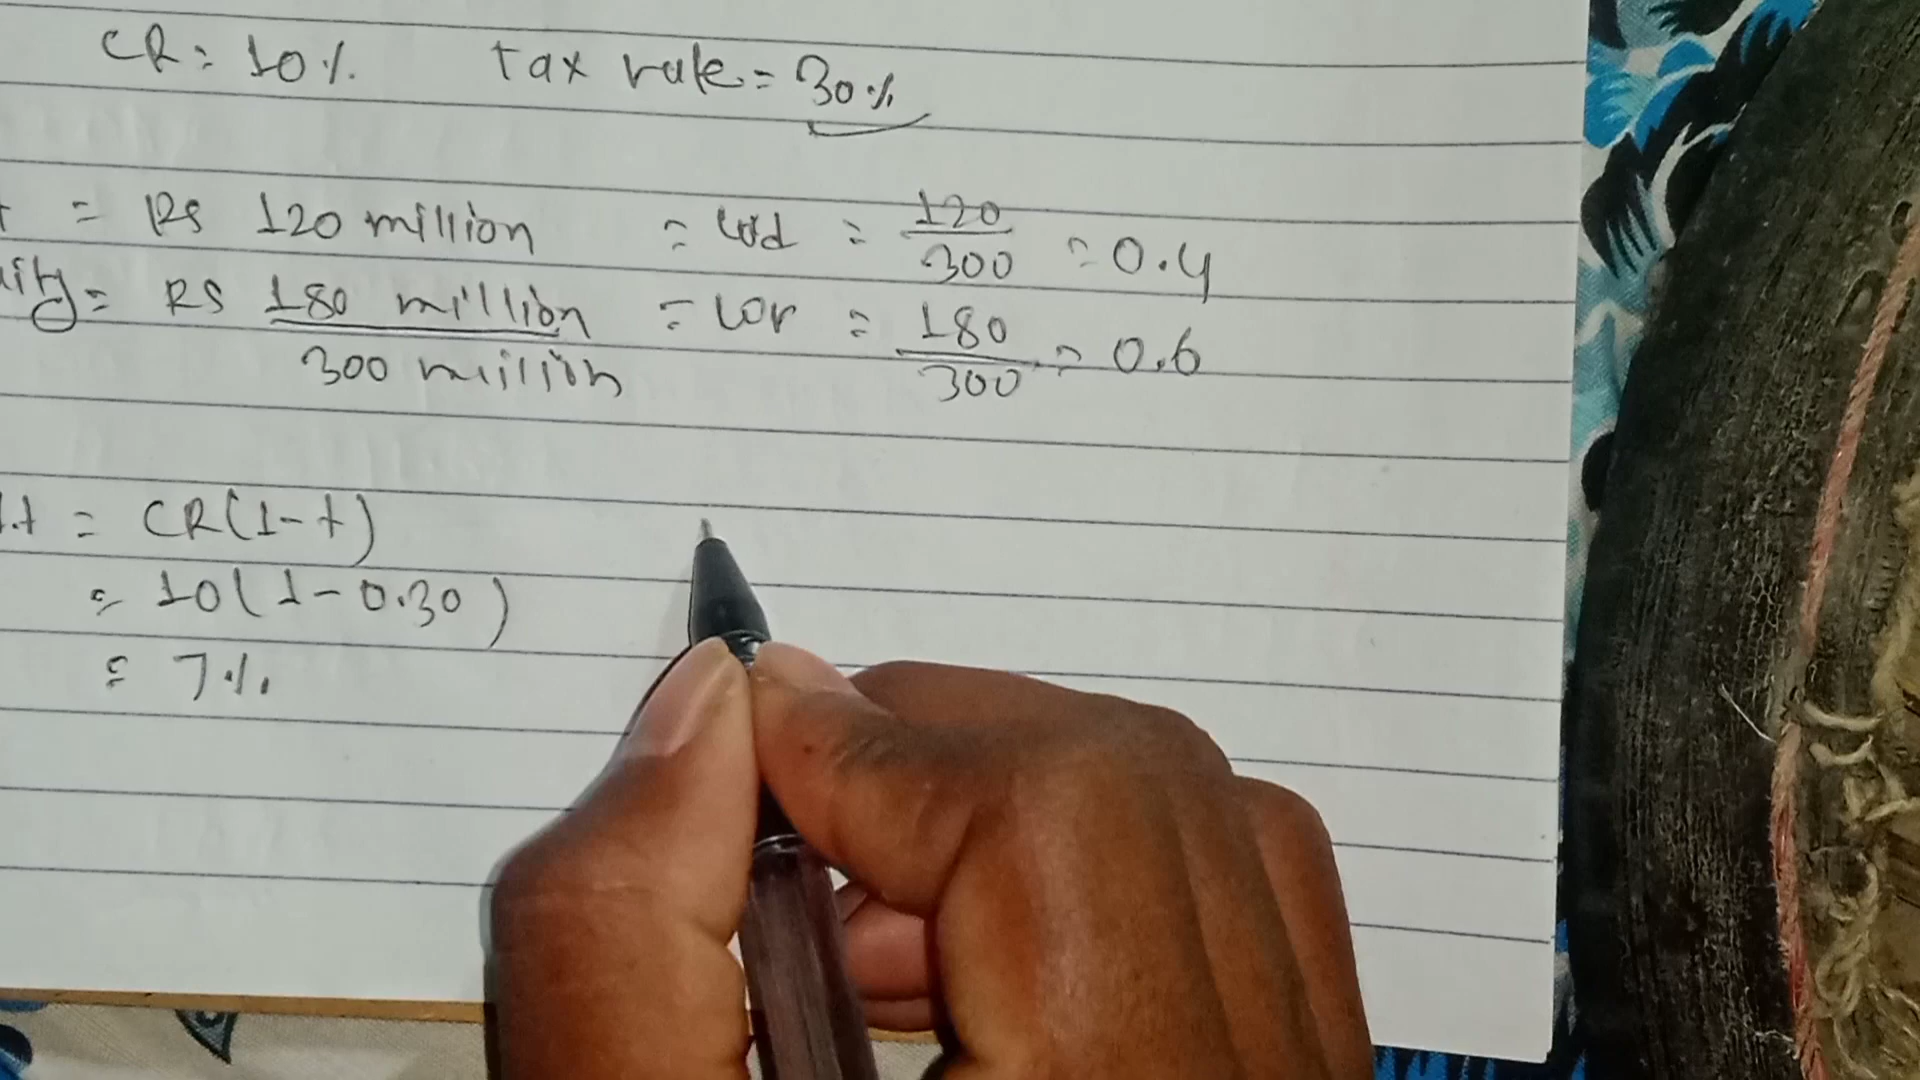 CR = 10% tax rate = 30%
= Rs 120 million = wd = 120/300 = 0.4
= RS 180 million = wr = 180/300 = 0.6
300 million
= CR(1-t)
= 10(1-0.30)
= 7%